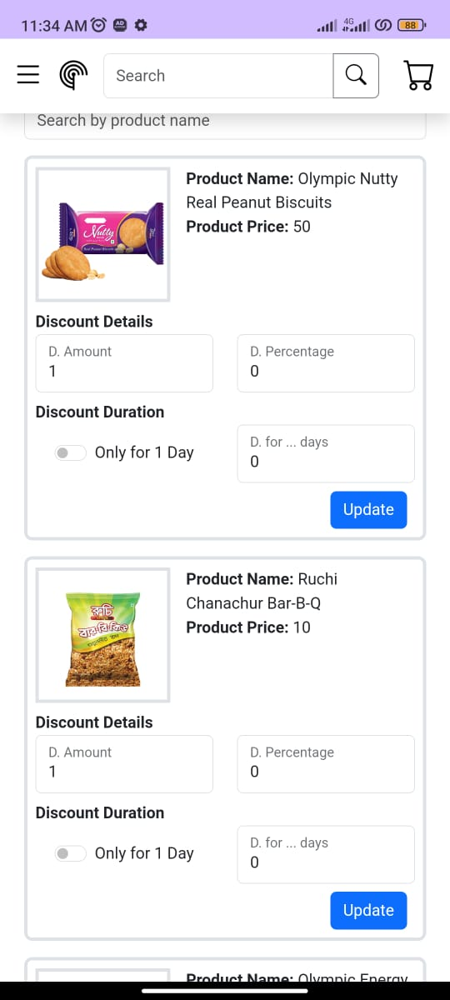 11:34 AM
AD
4G
88
Search
Search by product name
Nutty
Real Peanut Biscuits
Product Name: Olympic Nutty
Real Peanut Biscuits
Product Price: 50
Discount Details
D. Amount
1
D. Percentage
0
Discount Duration
Only for 1 Day
D. for ... days
0
Update
রুচি
বার-বি-কিউ
Product Name: Ruchi
Chanachur Bar-B-Q
Product Price: 10
Discount Details
D. Amount
1
D. Percentage
0
Discount Duration
Only for 1 Day
D. for ... days
0
Update
Product Name: Olympic Energy